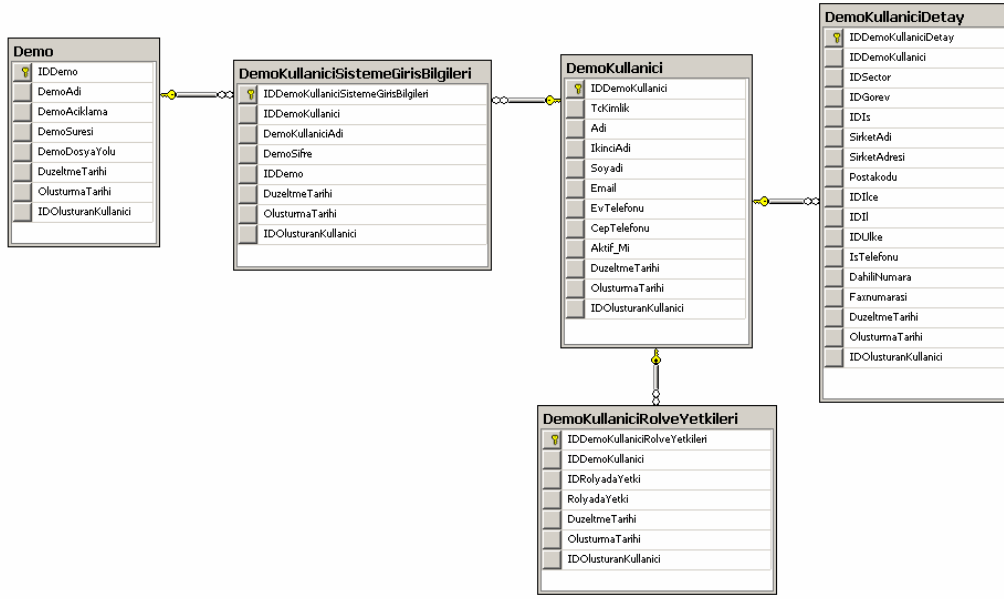 Demo
IDDemo
DemoAdi
DemoAciklama
DemoSuresi
DemoDosyaYolu
DuzeltmeTarihi
OlusturmaTarihi
IDOlusturanKullanici
DemoKullaniciSistemeGirisBilgileri
IDDemoKullaniciSistemeGirisBilgileri
IDDemoKullanici
DemoKullaniciAdi
DemoSifre
IDDemo
DuzeltmeTarihi
OlusturmaTarihi
IDOlusturanKullanici
DemoKullanici
IDDemoKullanici
TcKimlik
Adi
IkinciAdi
Soyadi
Email
EvTelefonu
CepTelefonu
Aktif_Mi
DuzeltmeTarihi
OlusturmaTarihi
IDOlusturanKullanici
DemoKullaniciDetay
IDDemoKullaniciDetay
IDDemoKullanici
IDSector
IDGorev
IDIs
SirketAdi
SirketAdresi
Postakodu
IDIlce
IDIl
IDUlke
IsTelefonu
DahiliNumara
Faxnumarasi
DuzeltmeTarihi
OlusturmaTarihi
IDOlusturanKullanici
DemoKullaniciRolveYetkileri
IDDemoKullaniciRolveYetkileri
IDDemoKullanici
IDRolyadaYetki
RolyadaYetki
DuzeltmeTarihi
OlusturmaTarihi
IDOlusturanKullanici